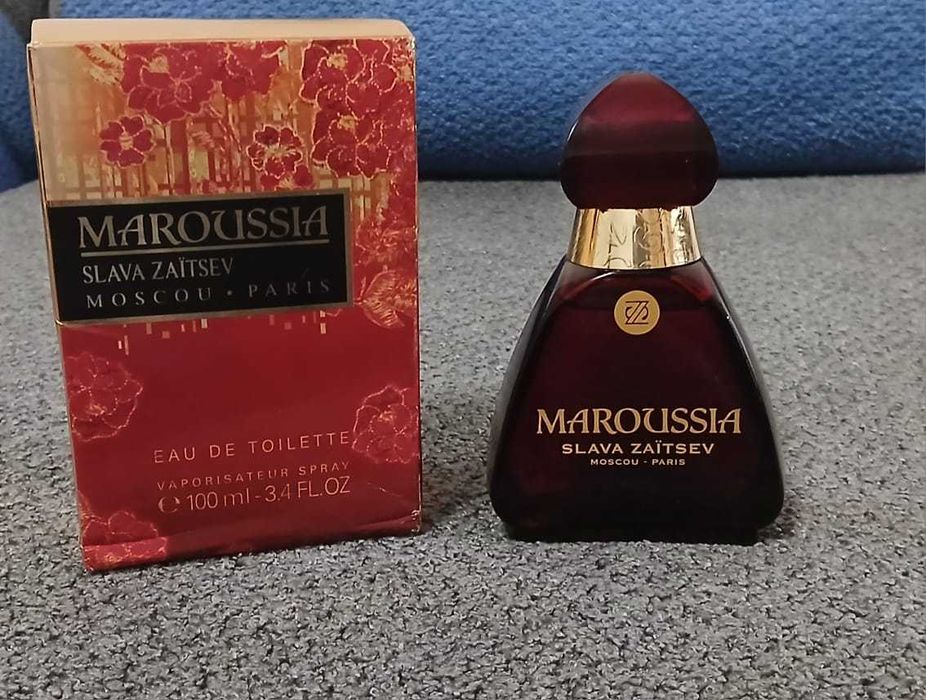 MAROUSSIA
SLAVA ZAÏTSEV
MOSCOU • PARIS
EAU DE TOILETTE
VAPORISATEUR SPRAY
℮ 100 ml - 3.4 FL.OZ
MAROUSSIA
SLAVA ZAÏTSEV
MOSCOU - PARIS